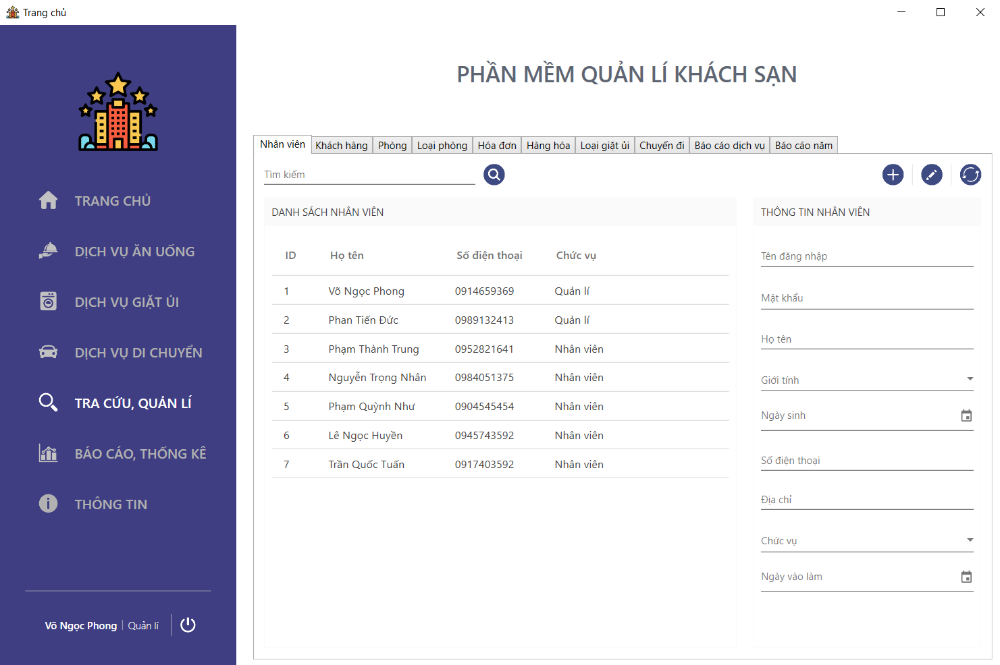 Trang chủ
PHẦN MỀM QUẢN LÍ KHÁCH SẠN
TRANG CHỦ
DỊCH VỤ ĂN UỐNG
DỊCH VỤ GIẶT ỦI
DỊCH VỤ DI CHUYỂN
TRA CỨU, QUẢN LÍ
BÁO CÁO, THỐNG KÊ
THÔNG TIN
Võ Ngọc Phong Quản lí
Nhân viên Khách hàng Phòng Loại phòng Hóa đơn Hàng hóa Loại giặt ủi Chuyến đi Báo cáo dịch vụ Báo cáo năm
Tìm kiếm
DANH SÁCH NHÂN VIÊN
ID Họ tên Số điện thoại Chức vụ
1 Võ Ngọc Phong 0914659369 Quản lí
2 Phan Tiến Đức 0989132413 Quản lí
3 Phạm Thành Trung 0952821641 Nhân viên
4 Nguyễn Trọng Nhân 0984051375 Nhân viên
5 Phạm Quỳnh Như 0904545454 Nhân viên
6 Lê Ngọc Huyền 0945743592 Nhân viên
7 Trần Quốc Tuấn 0917403592 Nhân viên
THÔNG TIN NHÂN VIÊN
Tên đăng nhập
Mật khẩu
Họ tên
Giới tính
Ngày sinh
Số điện thoại
Địa chỉ
Chức vụ
Ngày vào làm